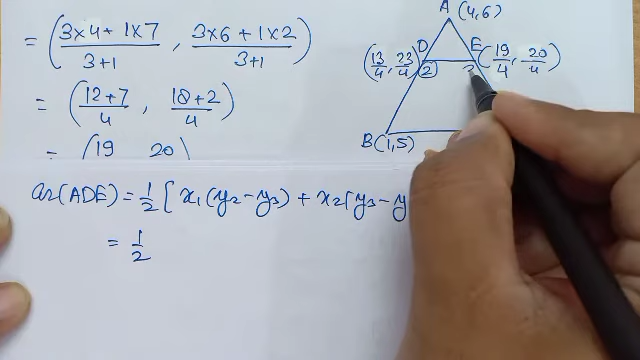 = (3×4+1×7/3+1 , 3×6+1×2/3+1)
= (12+7/4 , 18+2/4)
= (19 20)
A (4,6)
D E
(13/4, 23/4) (19/4, 20/4)
2
B(1,5)
ar(ADE) = 1/2 [ x₁(y₂-y₃) + x₂(y₃-y
= 1/2